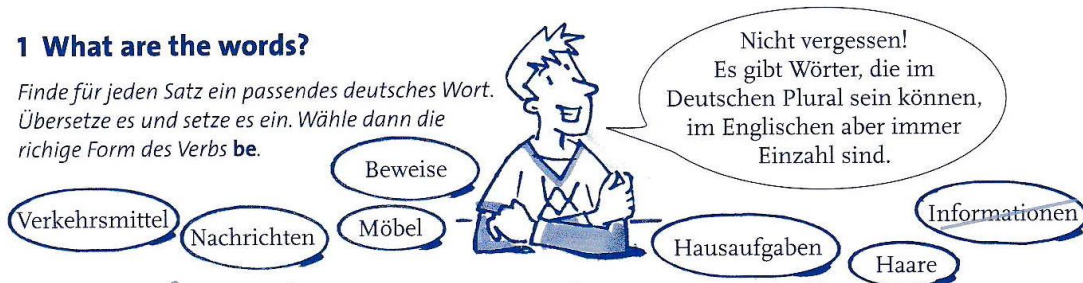 1 What are the words?
Finde für jeden Satz ein passendes deutsches Wort.
Übersetze es und setze es ein. Wähle dann die
richige Form des Verbs be.
Nicht vergessen!
Es gibt Wörter, die im
Deutschen Plural sein können,
im Englischen aber immer
Einzahl sind.
Beweise
Verkehrsmittel
Nachrichten
Möbel
Hausaufgaben
Haare
Informationen